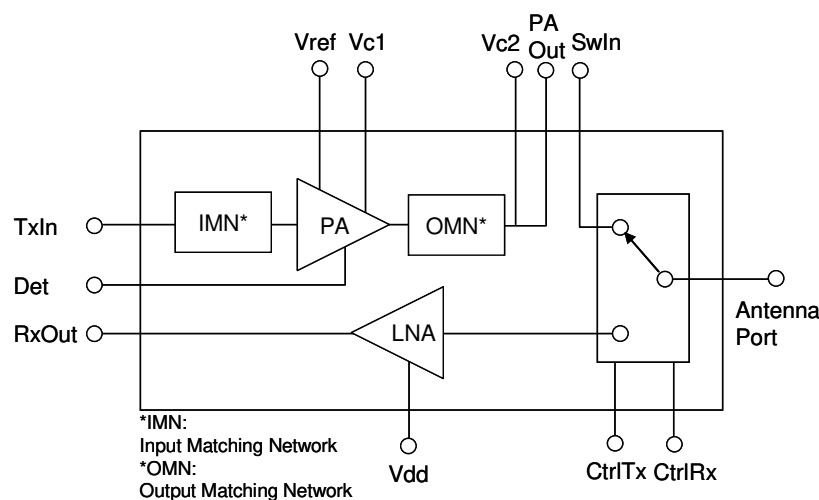 Vref
Vc1
Vc2
PA
Out
SwIn
TxIn
IMN*
PA
OMN*
Det
RxOut
LNA
Antenna
Port
*IMN:
Input Matching Network
*OMN:
Output Matching Network
Vdd
CtrlTx
CtrlRx